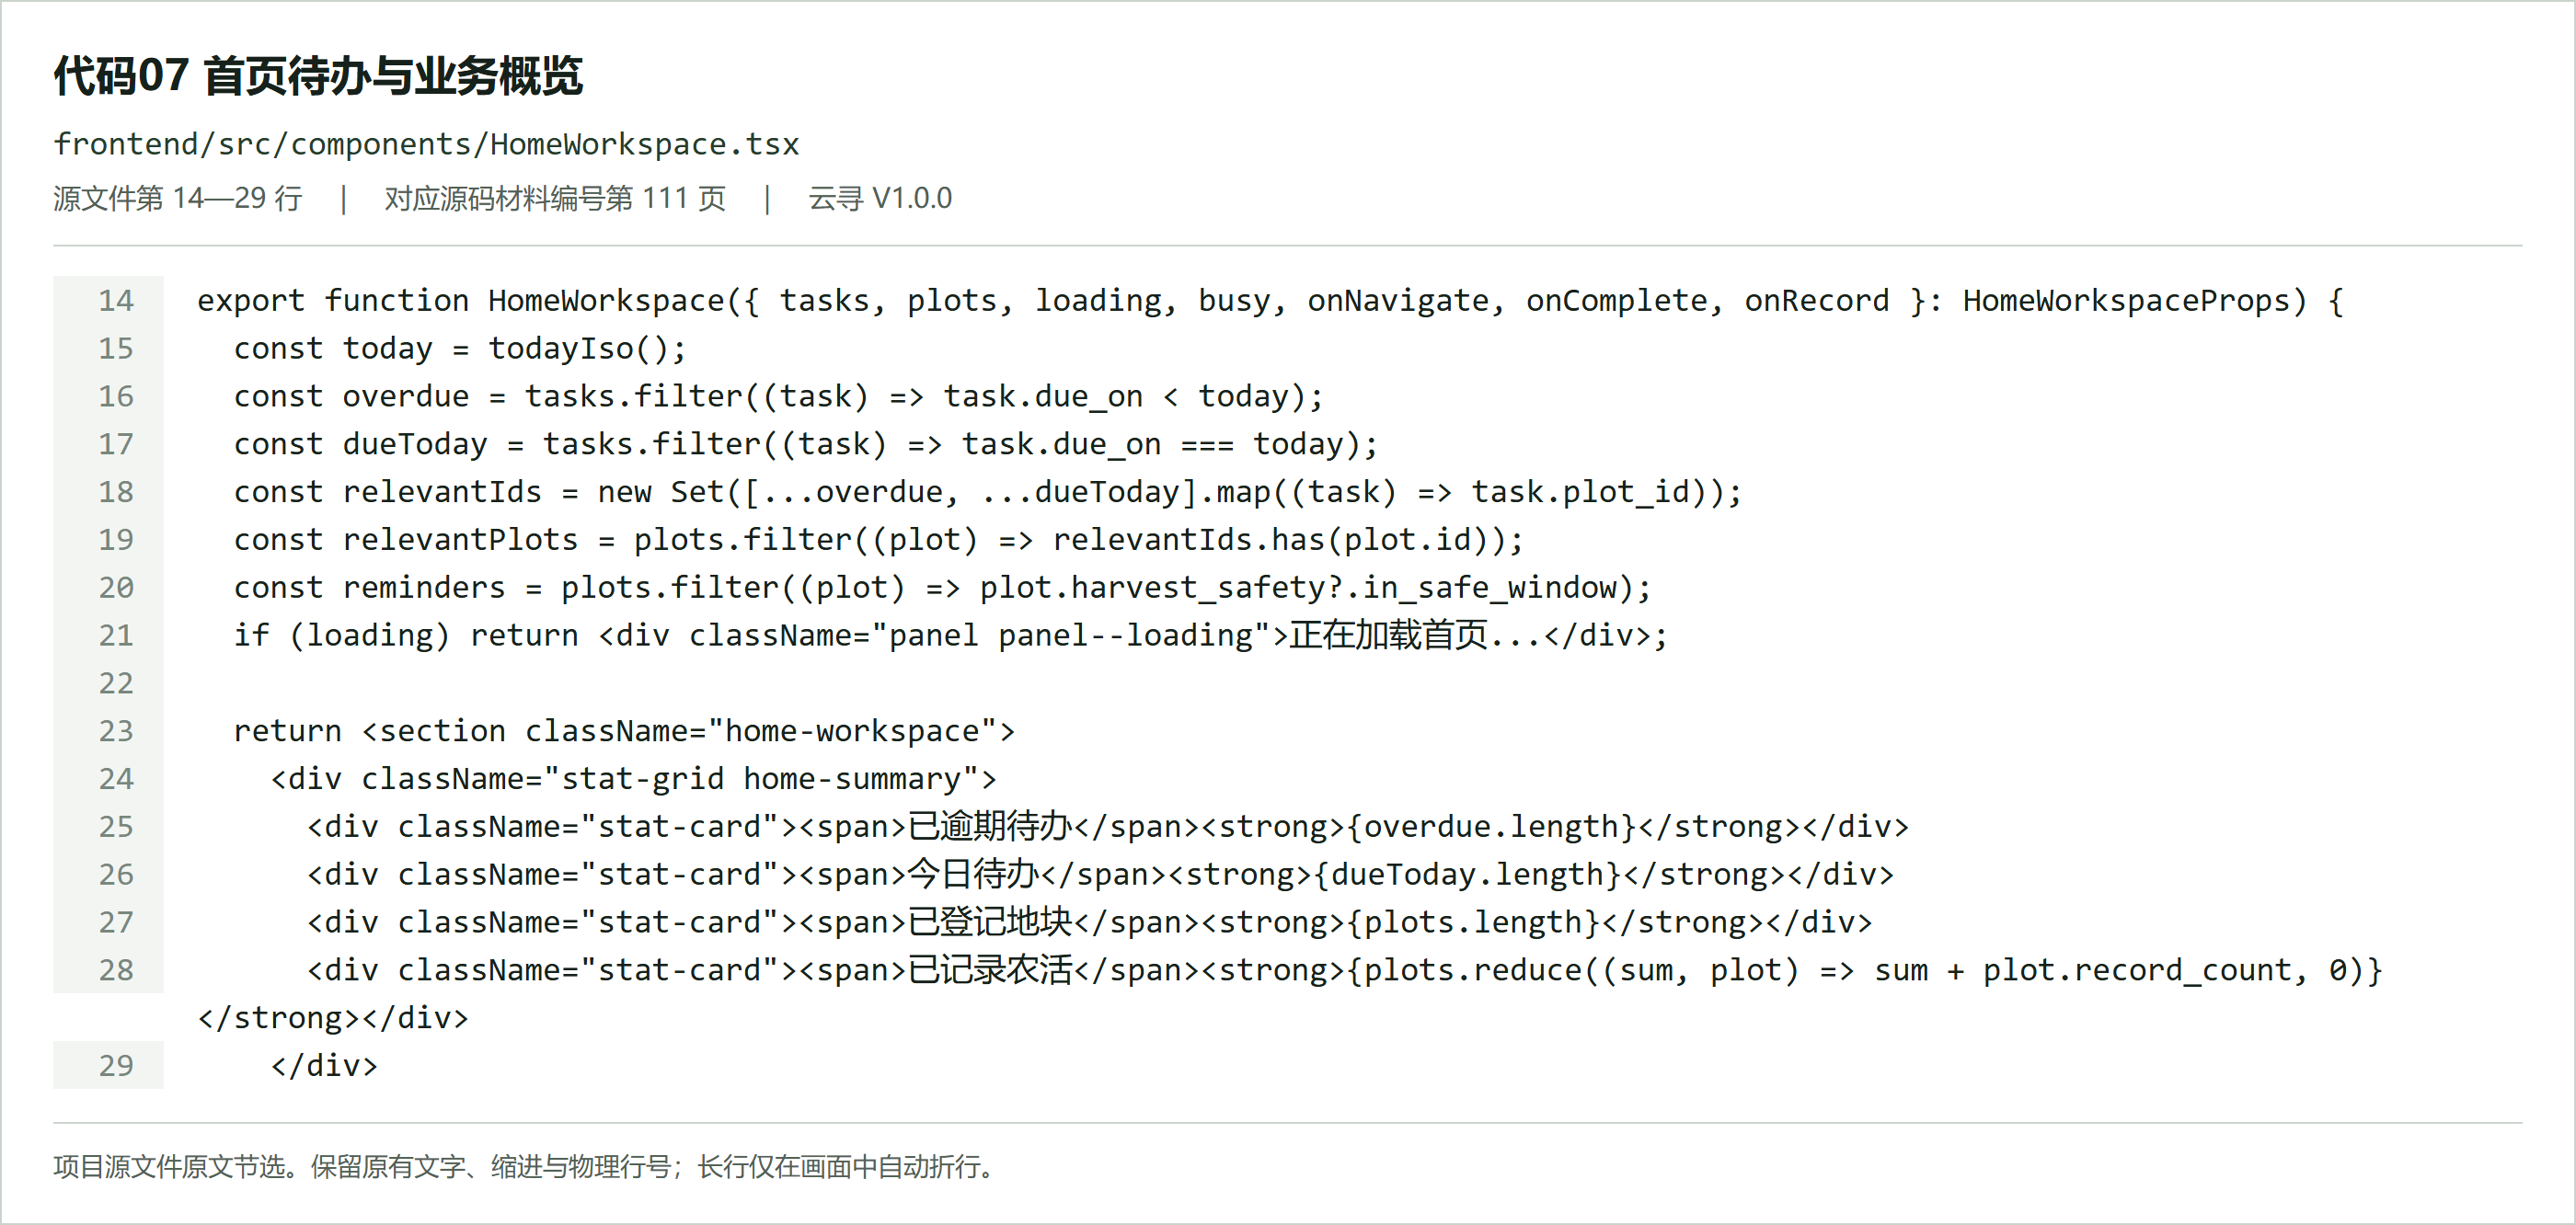 代码07 首页待办与业务概览
frontend/src/components/HomeWorkspace.tsx
源文件第 14—29 行 | 对应源码材料编号第 111 页 | 云寻 V1.0.0
14 export function HomeWorkspace({ tasks, plots, loading, busy, onNavigate, onComplete, onRecord }: HomeWorkspaceProps) {
15   const today = todayIso();
16   const overdue = tasks.filter((task) => task.due_on < today);
17   const dueToday = tasks.filter((task) => task.due_on === today);
18   const relevantIds = new Set([...overdue, ...dueToday].map((task) => task.plot_id));
19   const relevantPlots = plots.filter((plot) => relevantIds.has(plot.id));
20   const reminders = plots.filter((plot) => plot.harvest_safety?.in_safe_window);
21   if (loading) return <div className="panel panel--loading">正在加载首页...</div>;
22
23   return <section className="home-workspace">
24     <div className="stat-grid home-summary">
25       <div className="stat-card"><span>已逾期待办</span><strong>{overdue.length}</strong></div>
26       <div className="stat-card"><span>今日待办</span><strong>{dueToday.length}</strong></div>
27       <div className="stat-card"><span>已登记地块</span><strong>{plots.length}</strong></div>
28       <div className="stat-card"><span>已记录农活</span><strong>{plots.reduce((sum, plot) => sum + plot.record_count, 0)}
</strong></div>
29     </div>
项目源文件原文节选。保留原有文字、缩进与物理行号；长行仅在画面中自动折行。